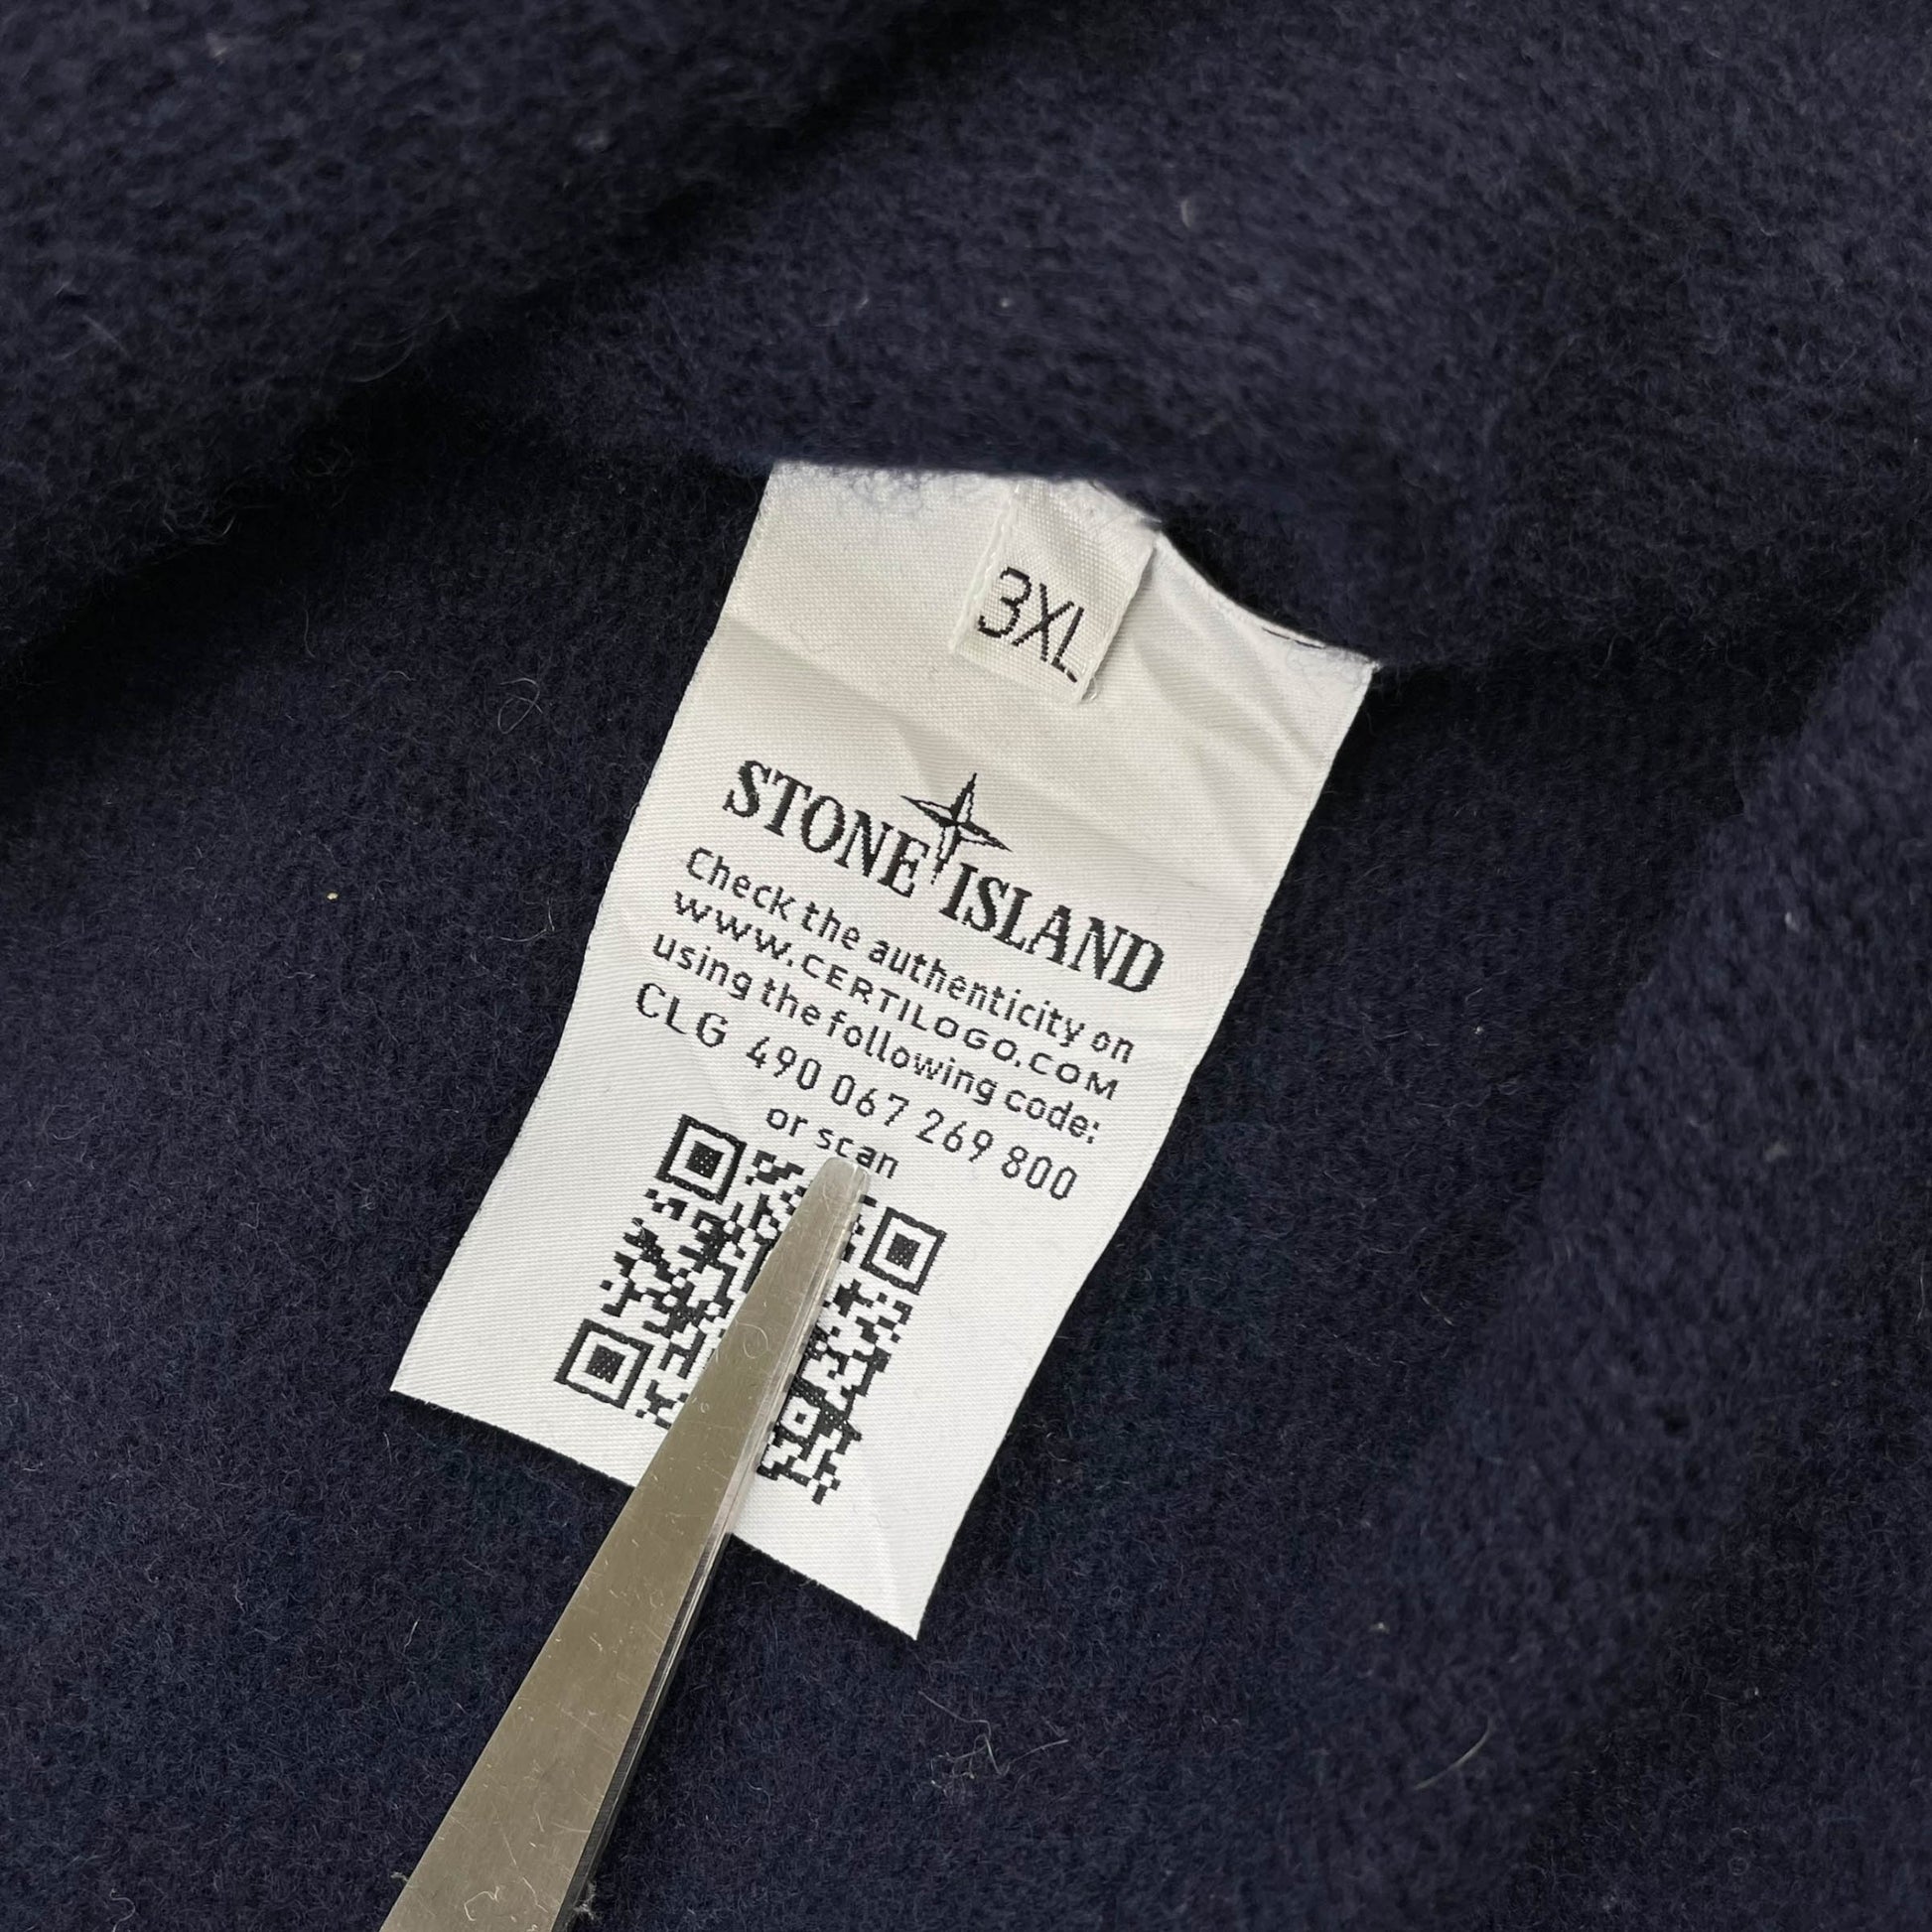 3XL
STONE ISLAND
Check the authenticity on
WWW.CERTILOGO.COM
using the following code:
CLG 490 067 269 800
or scan